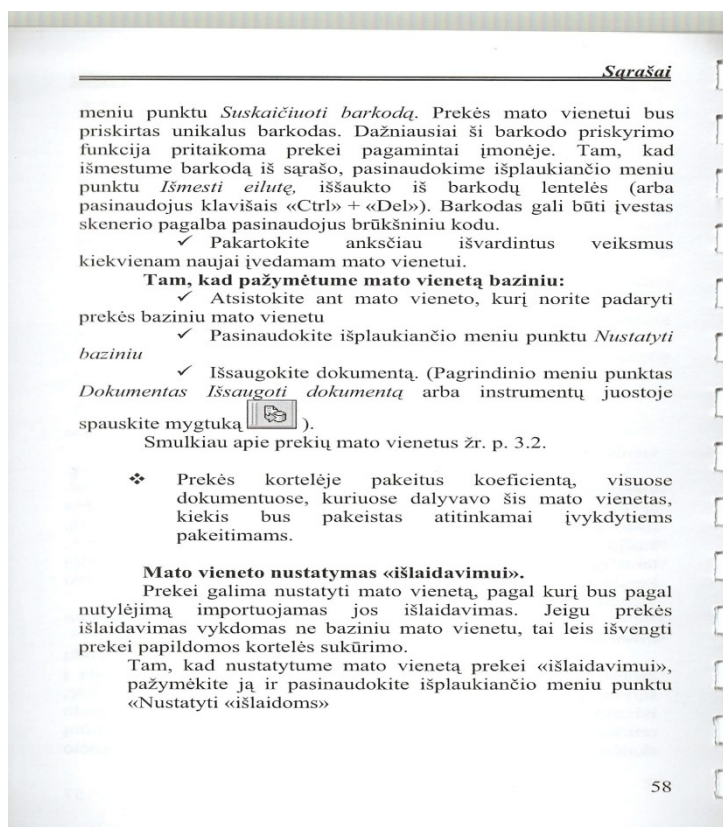 Sąrašai
meniu punktu Suskaičiuoti barkodą. Prekės mato vienetui bus
priskirtas unikalus barkodas. Dažniausiai ši barkodo priskyrimo
funkcija pritaikoma prekei pagamintai įmonėje. Tam, kad
išmestume barkodą iš sąrašo, pasinaudokime išplaukiančio meniu
punktu Išmesti eilutę, iššaukto iš barkodų lentelės (arba
pasinaudojus klavišais «Ctrl» + «Del»). Barkodas gali būti įvestas
skenerio pagalba pasinaudojus brūkšniniu kodu.
✓ Pakartokite anksčiau išvardintus veiksmus
kiekvienam naujai įvedamam mato vienetui.
Tam, kad pažymėtume mato vienetą baziniu:
✓ Atsistokite ant mato vieneto, kurį norite padaryti
prekės baziniu mato vienetu
✓ Pasinaudokite išplaukiančio meniu punktu Nustatyti
baziniu
✓ Išsaugokite dokumentą. (Pagrindinio meniu punktas
Dokumentas Išsaugoti dokumentą arba instrumentų juostoje
spauskite mygtuką ).
Smulkiau apie prekių mato vienetus žr. p. 3.2.
❖ Prekės kortelėje pakeitus koeficientą, visuose
dokumentuose, kuriuose dalyvavo šis mato vienetas,
kiekis bus pakeistas atitinkamai įvykdytiems
pakeitimams.
Mato vieneto nustatymas «išlaidavimui».
Prekei galima nustatyti mato vienetą, pagal kurį bus pagal
nutylėjimą importuojamas jos išlaidavimas. Jeigu prekės
išlaidavimas vykdomas ne baziniu mato vienetu, tai leis išvengti
prekei papildomos kortelės sukūrimo.
Tam, kad nustatytume mato vienetą prekei «išlaidavimui»,
pažymėkite ją ir pasinaudokite išplaukiančio meniu punktu
«Nustatyti «išlaidoms»
58